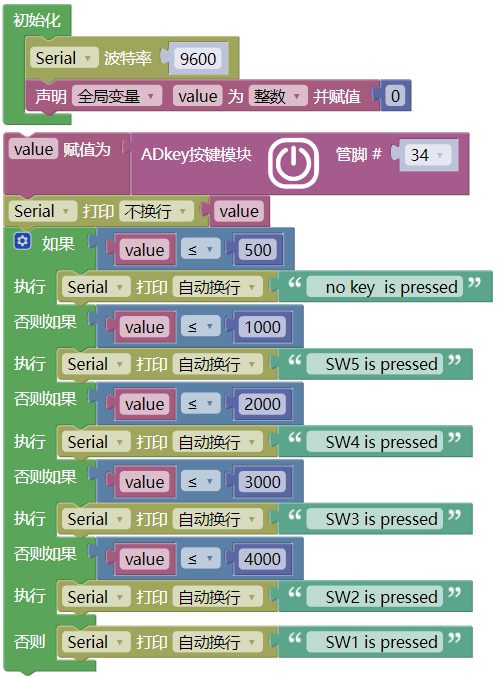 初始化
Serial 波特率 9600
声明 全局变量 value 为 整数 并赋值 0
value 赋值为 ADkey按键模块 管脚 # 34
Serial 打印 不换行 value
如果 value ≤ 500
执行 Serial 打印 自动换行 “ no key is pressed ”
否则如果 value ≤ 1000
执行 Serial 打印 自动换行 “ SW5 is pressed ”
否则如果 value ≤ 2000
执行 Serial 打印 自动换行 “ SW4 is pressed ”
否则如果 value ≤ 3000
执行 Serial 打印 自动换行 “ SW3 is pressed ”
否则如果 value ≤ 4000
执行 Serial 打印 自动换行 “ SW2 is pressed ”
否则 Serial 打印 自动换行 “ SW1 is pressed ”